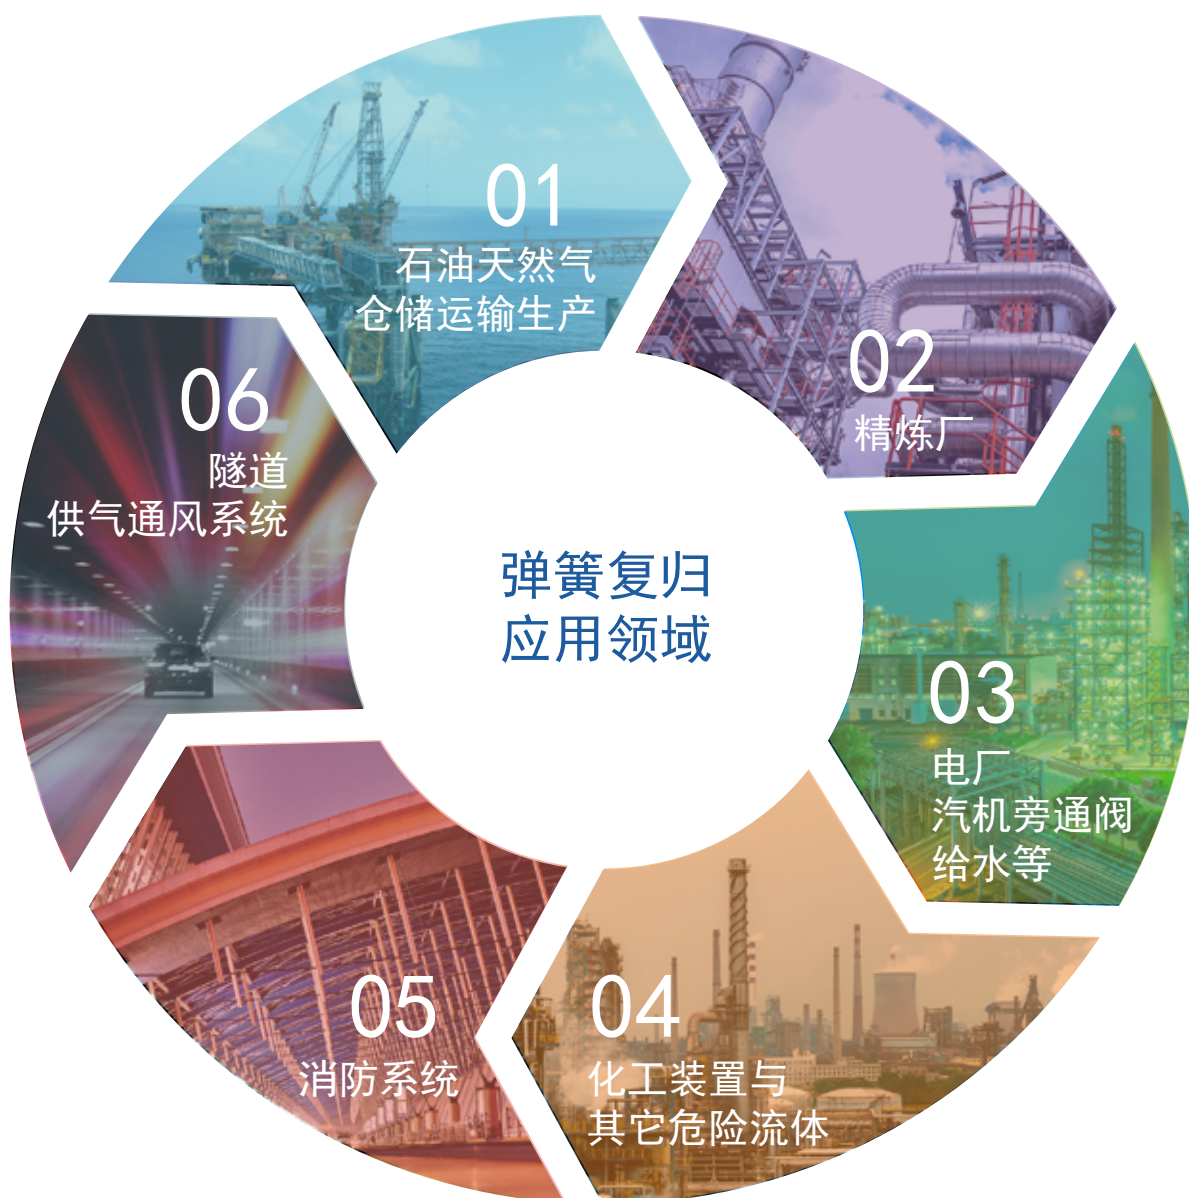 01
石油天然气
仓储运输生产
02
精炼厂
03
电厂
汽机旁通阀
给水等
04
化工装置与
其它危险流体
05
消防系统
06
隧道
供气通风系统
弹簧复归
应用领域